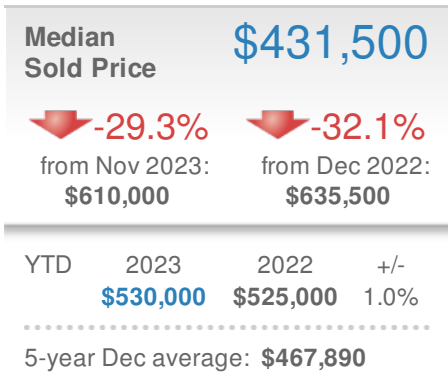 Median $431,500
Sold Price
-29.3% -32.1%
from Nov 2023: from Dec 2022:
$610,000 $635,500
YTD 2023 2022 +/-
$530,000 $525,000 1.0%
5-year Dec average: $467,890